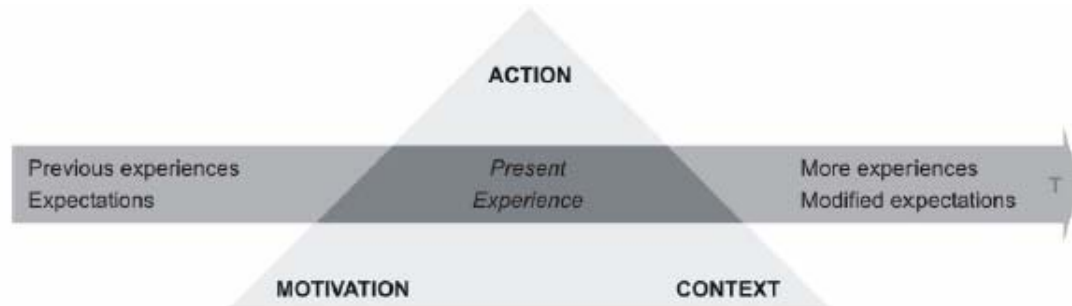 ACTION
Previous experiences
Expectations
Present
Experience
More experiences
Modified expectations
T
MOTIVATION
CONTEXT